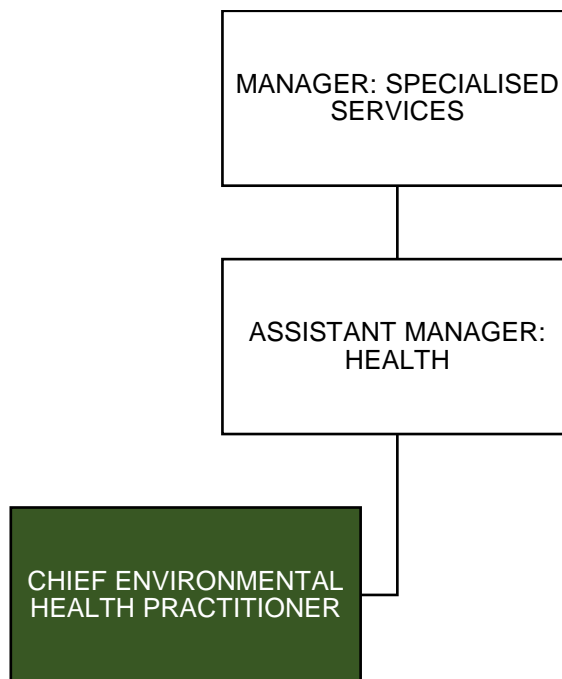 MANAGER: SPECIALISED
SERVICES
ASSISTANT MANAGER:
HEALTH
CHIEF ENVIRONMENTAL
HEALTH PRACTITIONER